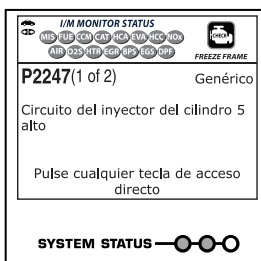 I/M MONITOR STATUS
MIS FUE CCM CAT HCA EVA HCC NOx
AIR O2S HTR EGR BPS EGS DPF
CHECK
FREEZE FRAME
P2247(1 of 2) Genérico
Circuito del inyector del cilindro 5
alto
Pulse cualquier tecla de acceso
directo
SYSTEM STATUS